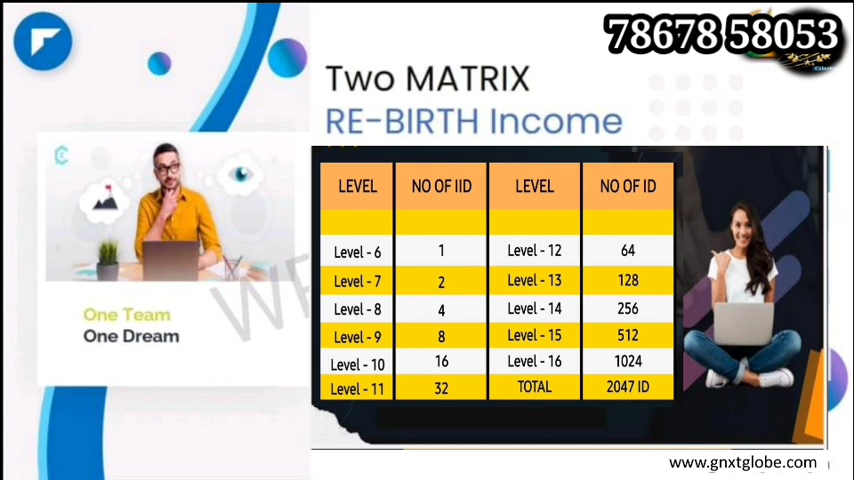 78678 58053
Two MATRIX
RE-BIRTH Income
LEVEL NO OF IID LEVEL NO OF ID
Level - 6 1 Level - 12 64
Level - 7 2 Level - 13 128
Level - 8 4 Level - 14 256
Level - 9 8 Level - 15 512
Level - 10 16 Level - 16 1024
Level - 11 32 TOTAL 2047 ID
One Team
One Dream
www.gnxtglobe.com